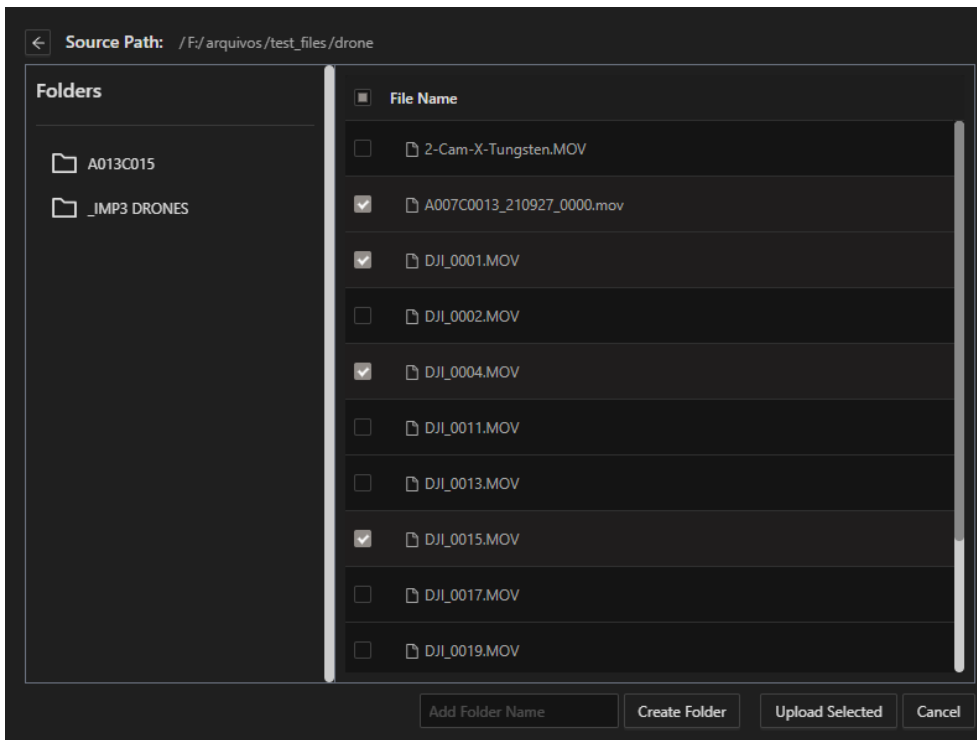 Source Path: /F:/arquivos/test_files/drone
Folders
A013C015
_IMP3 DRONES
File Name
2-Cam-X-Tungsten.MOV
A007C0013_210927_0000.mov
DJI_0001.MOV
DJI_0002.MOV
DJI_0004.MOV
DJI_0011.MOV
DJI_0013.MOV
DJI_0015.MOV
DJI_0017.MOV
DJI_0019.MOV
Add Folder Name Create Folder Upload Selected Cancel